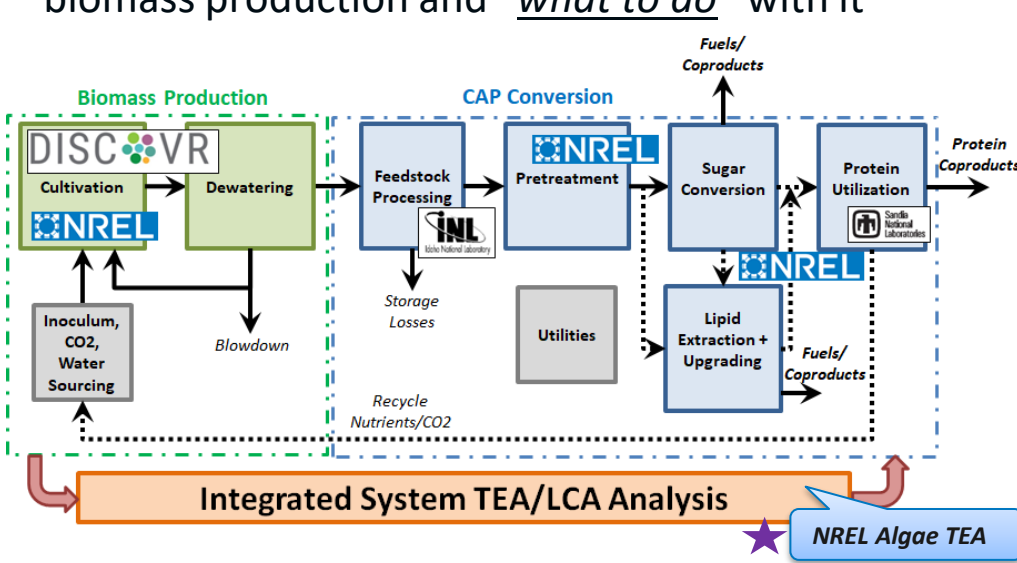 biomass production and "what to do" with it
Fuels/
Coproducts
Biomass Production
CAP Conversion
DISCOVR
Cultivation
NREL
Dewatering
Feedstock
Processing
INL
Idaho National Laboratory
NREL
Pretreatment
Sugar
Conversion
Protein
Utilization
Sandia
National
Laboratories
Protein
Coproducts
NREL
Inoculum,
CO2,
Water
Sourcing
Blowdown
Storage
Losses
Utilities
Lipid
Extraction +
Upgrading
Fuels/
Coproducts
Recycle
Nutrients/CO2
Integrated System TEA/LCA Analysis
NREL Algae TEA